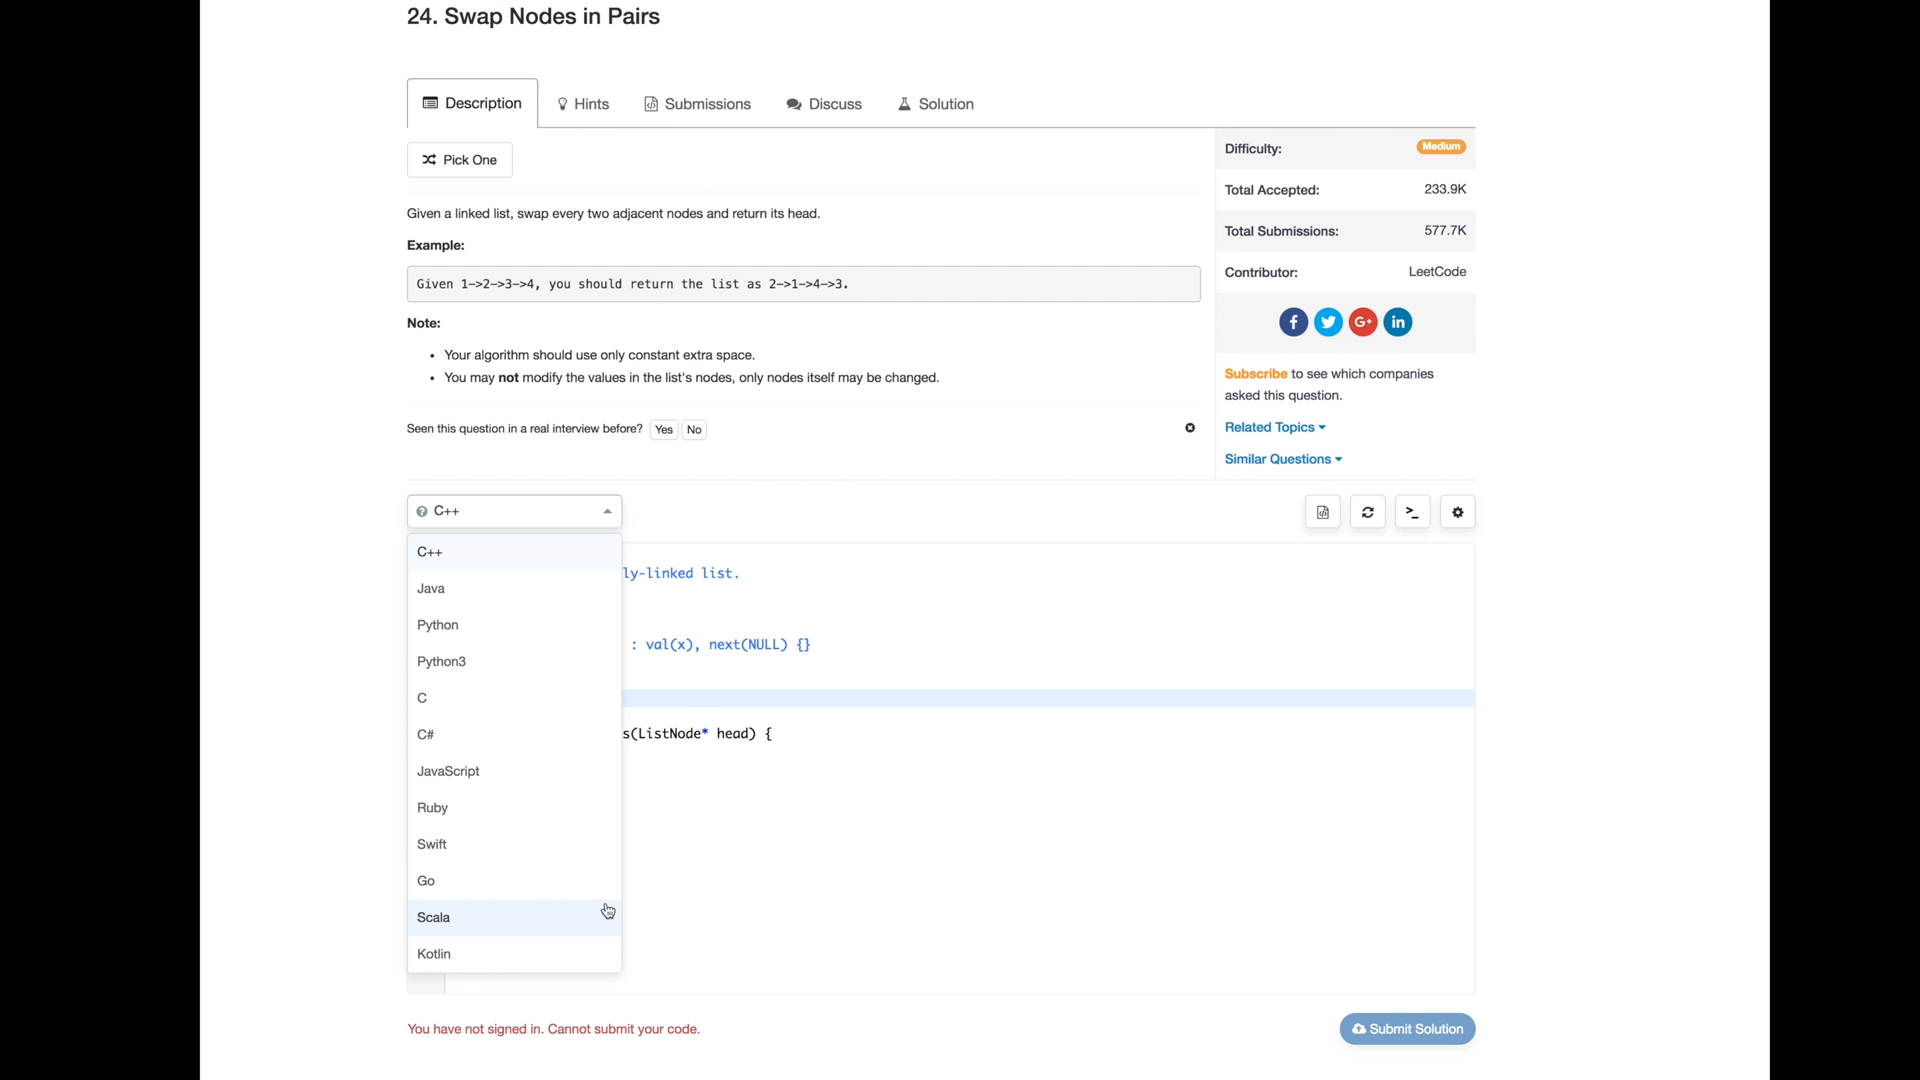 24. Swap Nodes in Pairs
Description
Hints
Submissions
Discuss
Solution
Pick One
Given a linked list, swap every two adjacent nodes and return its head.
Example:
Given 1->2->3->4, you should return the list as 2->1->4->3.
Note:
• Your algorithm should use only constant extra space.
• You may not modify the values in the list's nodes, only nodes itself may be changed.
Seen this question in a real interview before? Yes No
Difficulty: Medium
Total Accepted: 233.9K
Total Submissions: 577.7K
Contributor: LeetCode
f G+ in
Subscribe to see which companies
asked this question.
Related Topics
Similar Questions
? C++
>_
C++
Java
Python
Python3
C
C#
JavaScript
Ruby
Swift
Go
Scala
Kotlin
ly-linked list.
: val(x), next(NULL) {}
s(ListNode* head) {
You have not signed in. Cannot submit your code.
Submit Solution